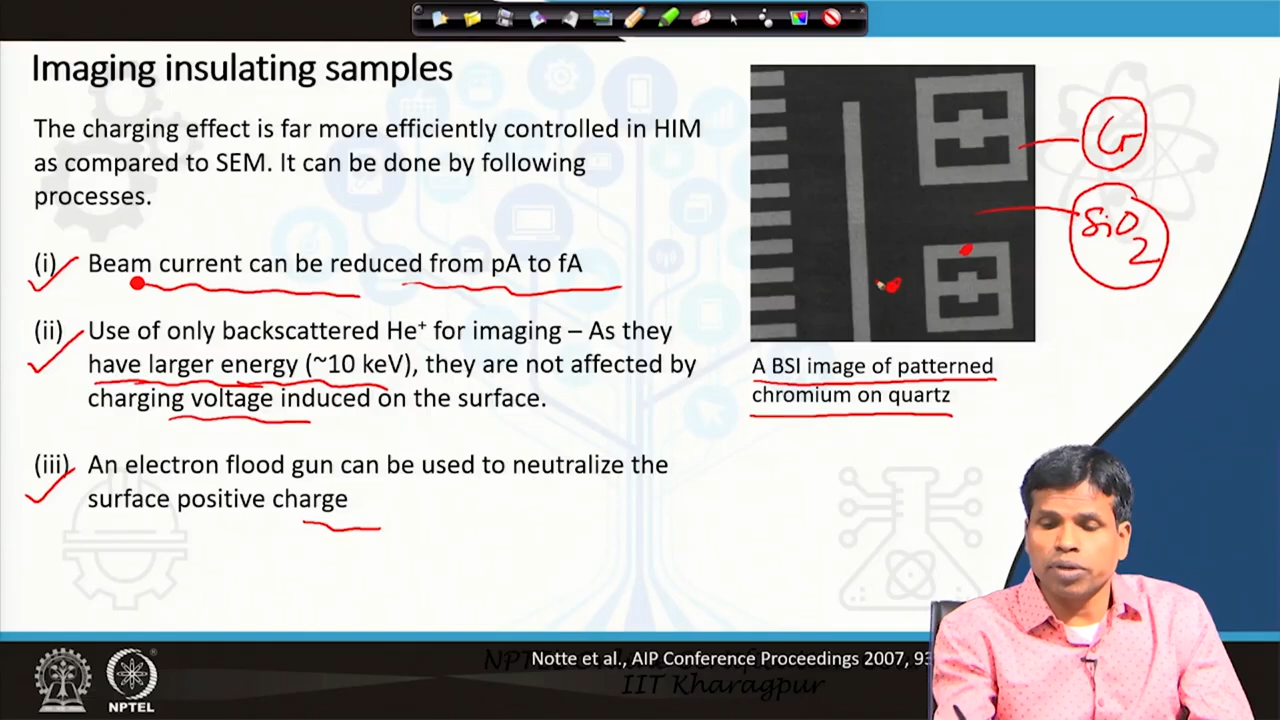 Imaging insulating samples
The charging effect is far more efficiently controlled in HIM
as compared to SEM. It can be done by following
processes.
(i) Beam current can be reduced from pA to fA
(ii) Use of only backscattered He⁺ for imaging – As they
have larger energy (~10 keV), they are not affected by
charging voltage induced on the surface.
(iii) An electron flood gun can be used to neutralize the
surface positive charge
Cr
SiO2
A BSI image of patterned
chromium on quartz
Notte et al., AIP Conference Proceedings 2007, 93
IIT Kharagpur
NPTEL